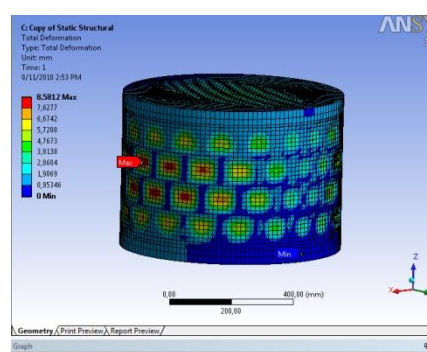 C: Copy of Static Structural
Total Deformation
Type: Total Deformation
Unit: mm
Time: 1
8/11/2010 2:53 PM
ANS
8,5812 Max
7,6277
6,6742
5,7208
4,7673
3,8138
2,8604
1,9069
0,95346
0 Min
Max
Min
Z
X
0,00
400,00 (mm)
200,00
Geometry Print Preview Report Preview
Graph